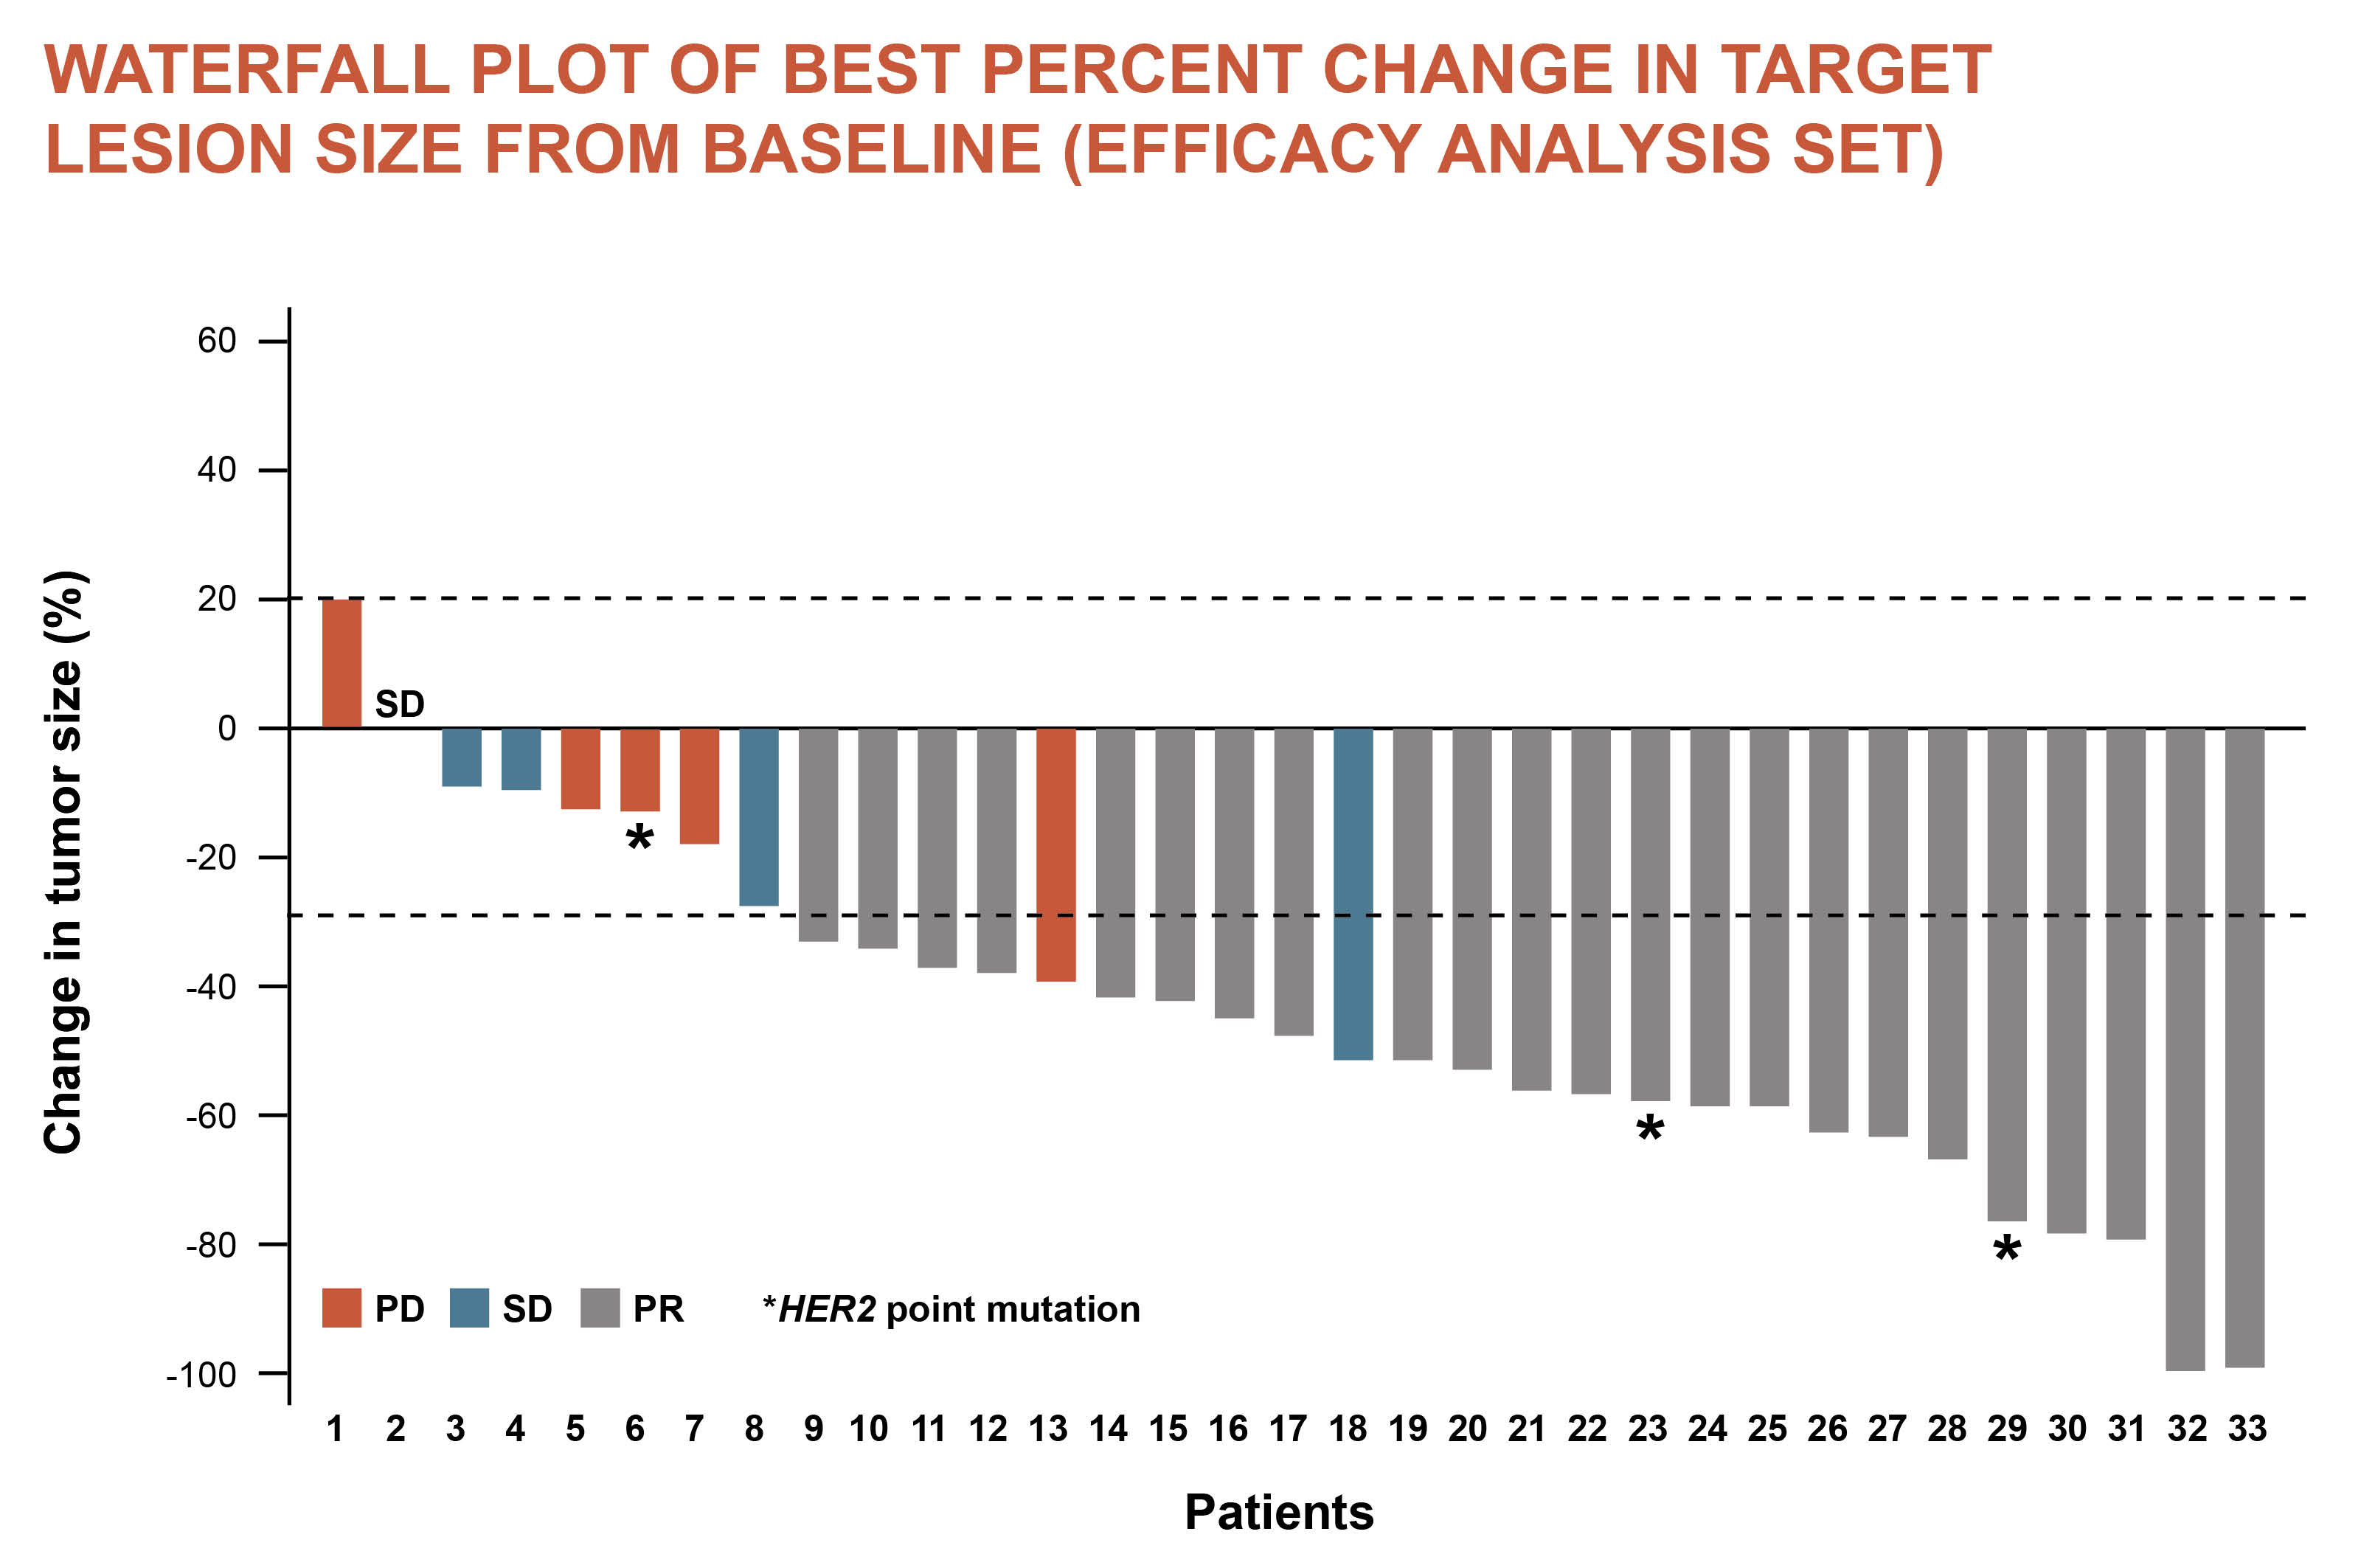 WATERFALL PLOT OF BEST PERCENT CHANGE IN TARGET
LESION SIZE FROM BASELINE (EFFICACY ANALYSIS SET)
Change in tumor size (%)
60
40
20
0
-20
-40
-60
-80
-100
SD
*
*
*
PD SD PR *HER2 point mutation
1 2 3 4 5 6 7 8 9 10 11 12 13 14 15 16 17 18 19 20 21 22 23 24 25 26 27 28 29 30 31 32 33
Patients